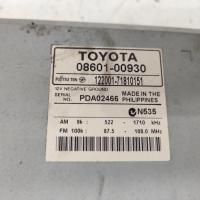 TOYOTA
08601-00930
FUJITSU TEN 122001-71810151
12V NEGATIVE GROUND
SERIAL NO. PDA02466 MADE IN THE PHILIPPINES
N535
AM 9k : 522 - 1710 kHz
FM 100k : 87.5 - 108.0 MHz